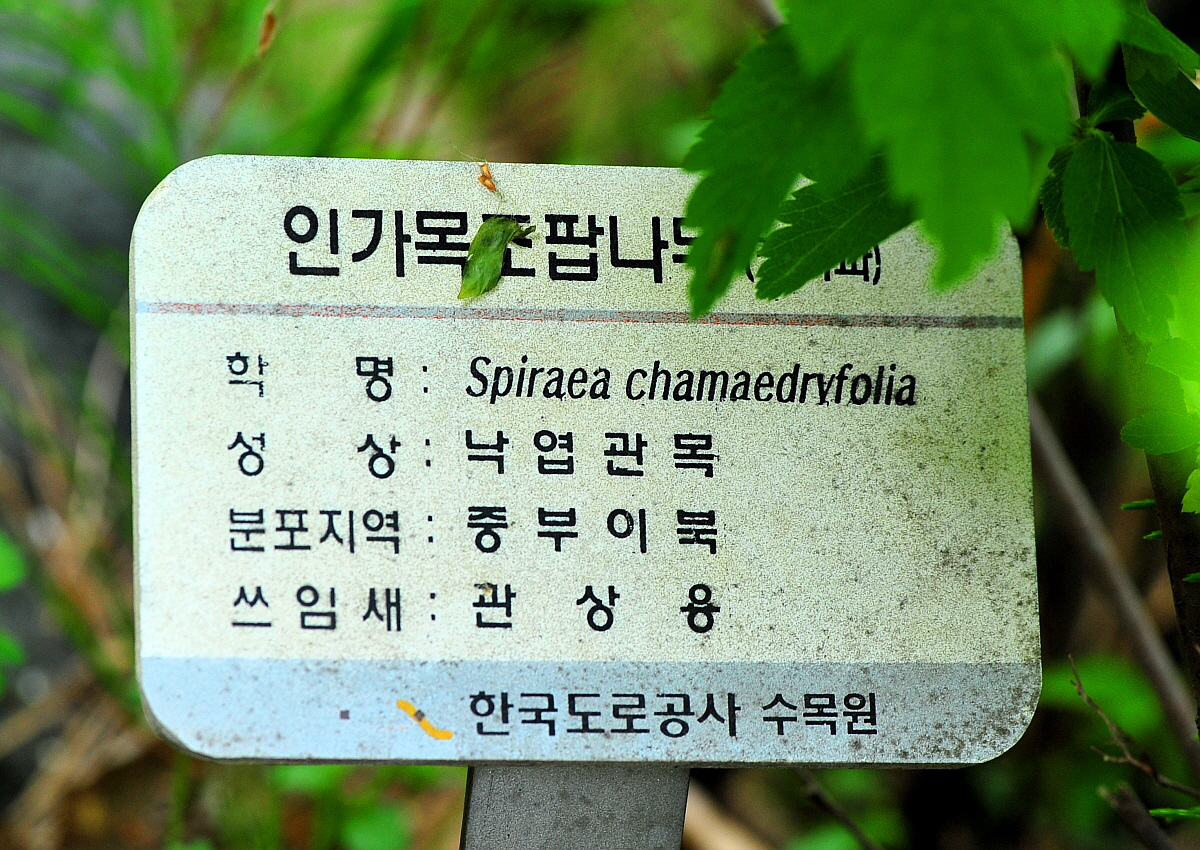 인가목조팝나무
학 명 : Spiraea chamaedryfolia
성 상 : 낙 엽 관 목
분포지역 : 중 부 이 북
쓰 임 새 : 관 상 용
한국도로공사 수목원